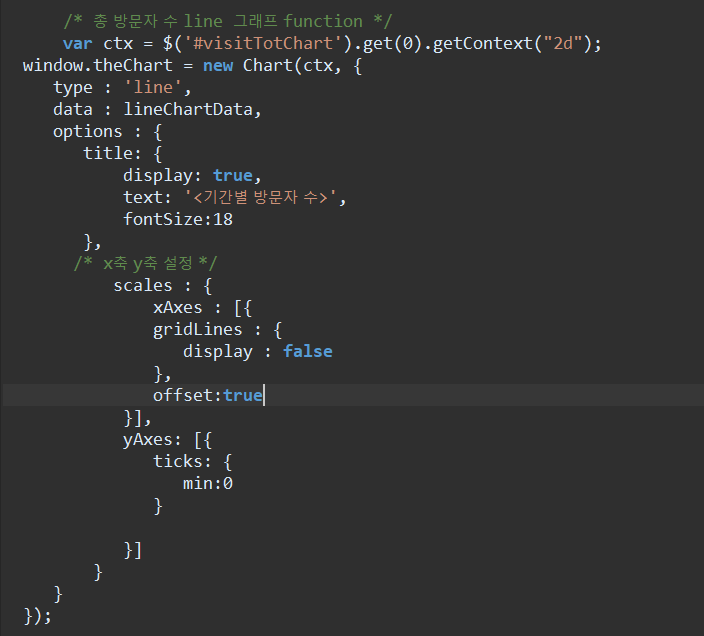 /* 총 방문자 수 line 그래프 function */
var ctx = $('#visitTotChart').get(0).getContext("2d");
window.theChart = new Chart(ctx, {
type : 'line',
data : lineChartData,
options : {
title: {
display: true,
text: '<기간별 방문자 수>',
fontSize:18
},
/* x축 y축 설정 */
scales : {
xAxes : [{
gridLines : {
display : false
},
offset:true
}],
yAxes: [{
ticks: {
min:0
}
}]
}
}
});